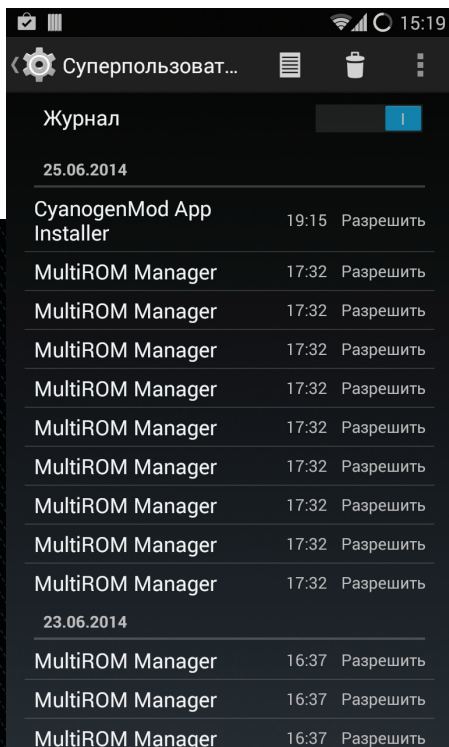 15:19
Суперпользоват...
Журнал
25.06.2014
CyanogenMod App
Installer
19:15 Разрешить
MultiROM Manager 17:32 Разрешить
MultiROM Manager 17:32 Разрешить
MultiROM Manager 17:32 Разрешить
MultiROM Manager 17:32 Разрешить
MultiROM Manager 17:32 Разрешить
MultiROM Manager 17:32 Разрешить
MultiROM Manager 17:32 Разрешить
MultiROM Manager 17:32 Разрешить
MultiROM Manager 17:32 Разрешить
23.06.2014
MultiROM Manager 16:37 Разрешить
MultiROM Manager 16:37 Разрешить
MultiROM Manager 16:37 Разрешить